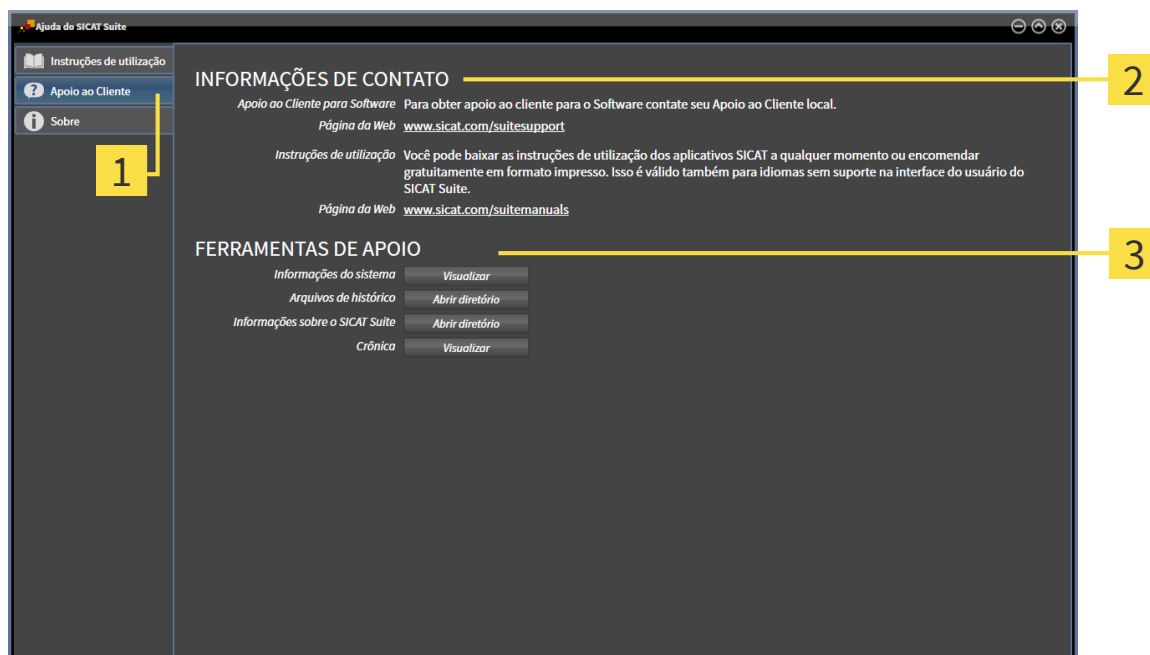 Ajuda do SICAT Suite
Instruções de utilização
Apoio ao Cliente
Sobre
1
INFORMAÇÕES DE CONTATO
2
Apoio ao Cliente para Software Para obter apoio ao cliente para o Software contate seu Apoio ao Cliente local.
Página da Web www.sicat.com/suitesupport
Instruções de utilização Você pode baixar as instruções de utilização dos aplicativos SICAT a qualquer momento ou encomendar
gratuitamente em formato impresso. Isso é válido também para idiomas sem suporte na interface do usuário do
SICAT Suite.
Página da Web www.sicat.com/suitemanuals
FERRAMENTAS DE APOIO
3
Informações do sistema Visualizar
Arquivos de histórico Abrir diretório
Informações sobre o SICAT Suite Abrir diretório
Crônica Visualizar